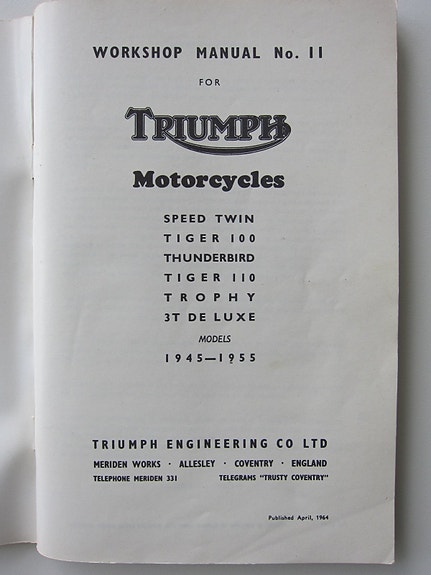 WORKSHOP MANUAL No. 11
FOR
TRIUMPH
Motorcycles
SPEED TWIN
TIGER 100
THUNDERBIRD
TIGER 110
TROPHY
3T DE LUXE
MODELS
1945—1955
TRIUMPH ENGINEERING CO LTD
MERIDEN WORKS · ALLESLEY · COVENTRY · ENGLAND
TELEPHONE MERIDEN 331 TELEGRAMS "TRUSTY COVENTRY"
Published April, 1964